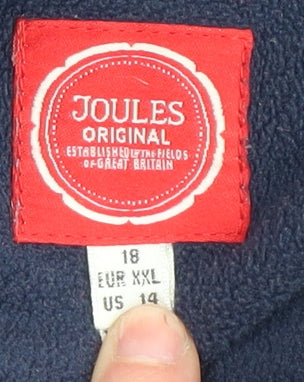 JOULES
ORIGINAL
ESTABLISHED IN THE FIELDS
OF GREAT BRITAIN
18
EUR XXL
US 14